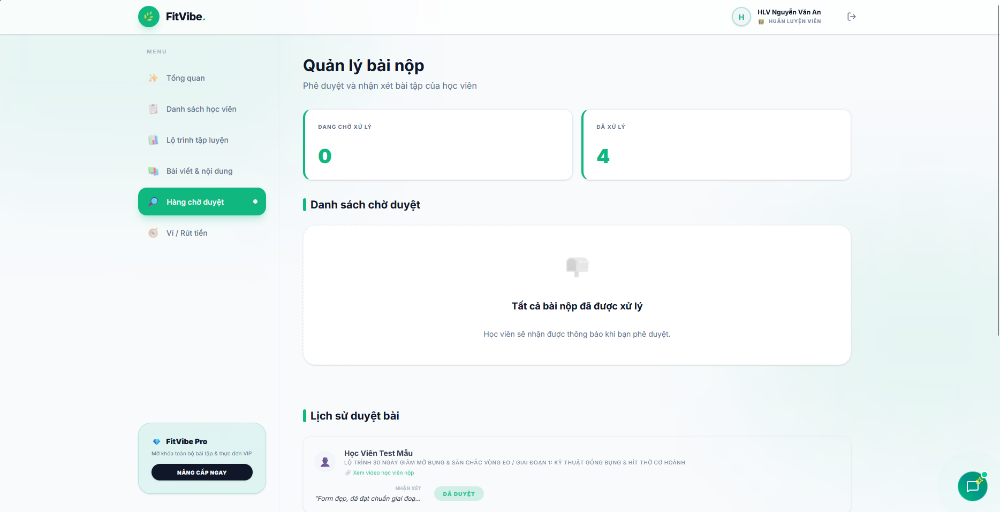 FitVibe.
H
HLV Nguyễn Văn An
HUẤN LUYỆN VIÊN
MENU
Tổng quan
Danh sách học viên
Lộ trình tập luyện
Bài viết & nội dung
Hàng chờ duyệt
Ví / Rút tiền
FitVibe Pro
Mở khóa toàn bộ bài tập & thực đơn VIP
NÂNG CẤP NGAY
Quản lý bài nộp
Phê duyệt và nhận xét bài tập của học viên
ĐANG CHỜ XỬ LÝ
0
ĐÃ XỬ LÝ
4
Danh sách chờ duyệt
Tất cả bài nộp đã được xử lý
Học viên sẽ nhận được thông báo khi bạn phê duyệt.
Lịch sử duyệt bài
Học Viên Test Mẫu
LỘ TRÌNH 30 NGÀY GIẢM MỠ BỤNG & SĂN CHẮC VÒNG EO / GIAI ĐOẠN 1: KỸ THUẬT GỒNG BỤNG & HÍT THỞ CƠ HOÀNH
Xem video học viên nộp
NHẬN XÉT
"Form đẹp, đã đạt chuẩn giai đoạ...
ĐÃ DUYỆT